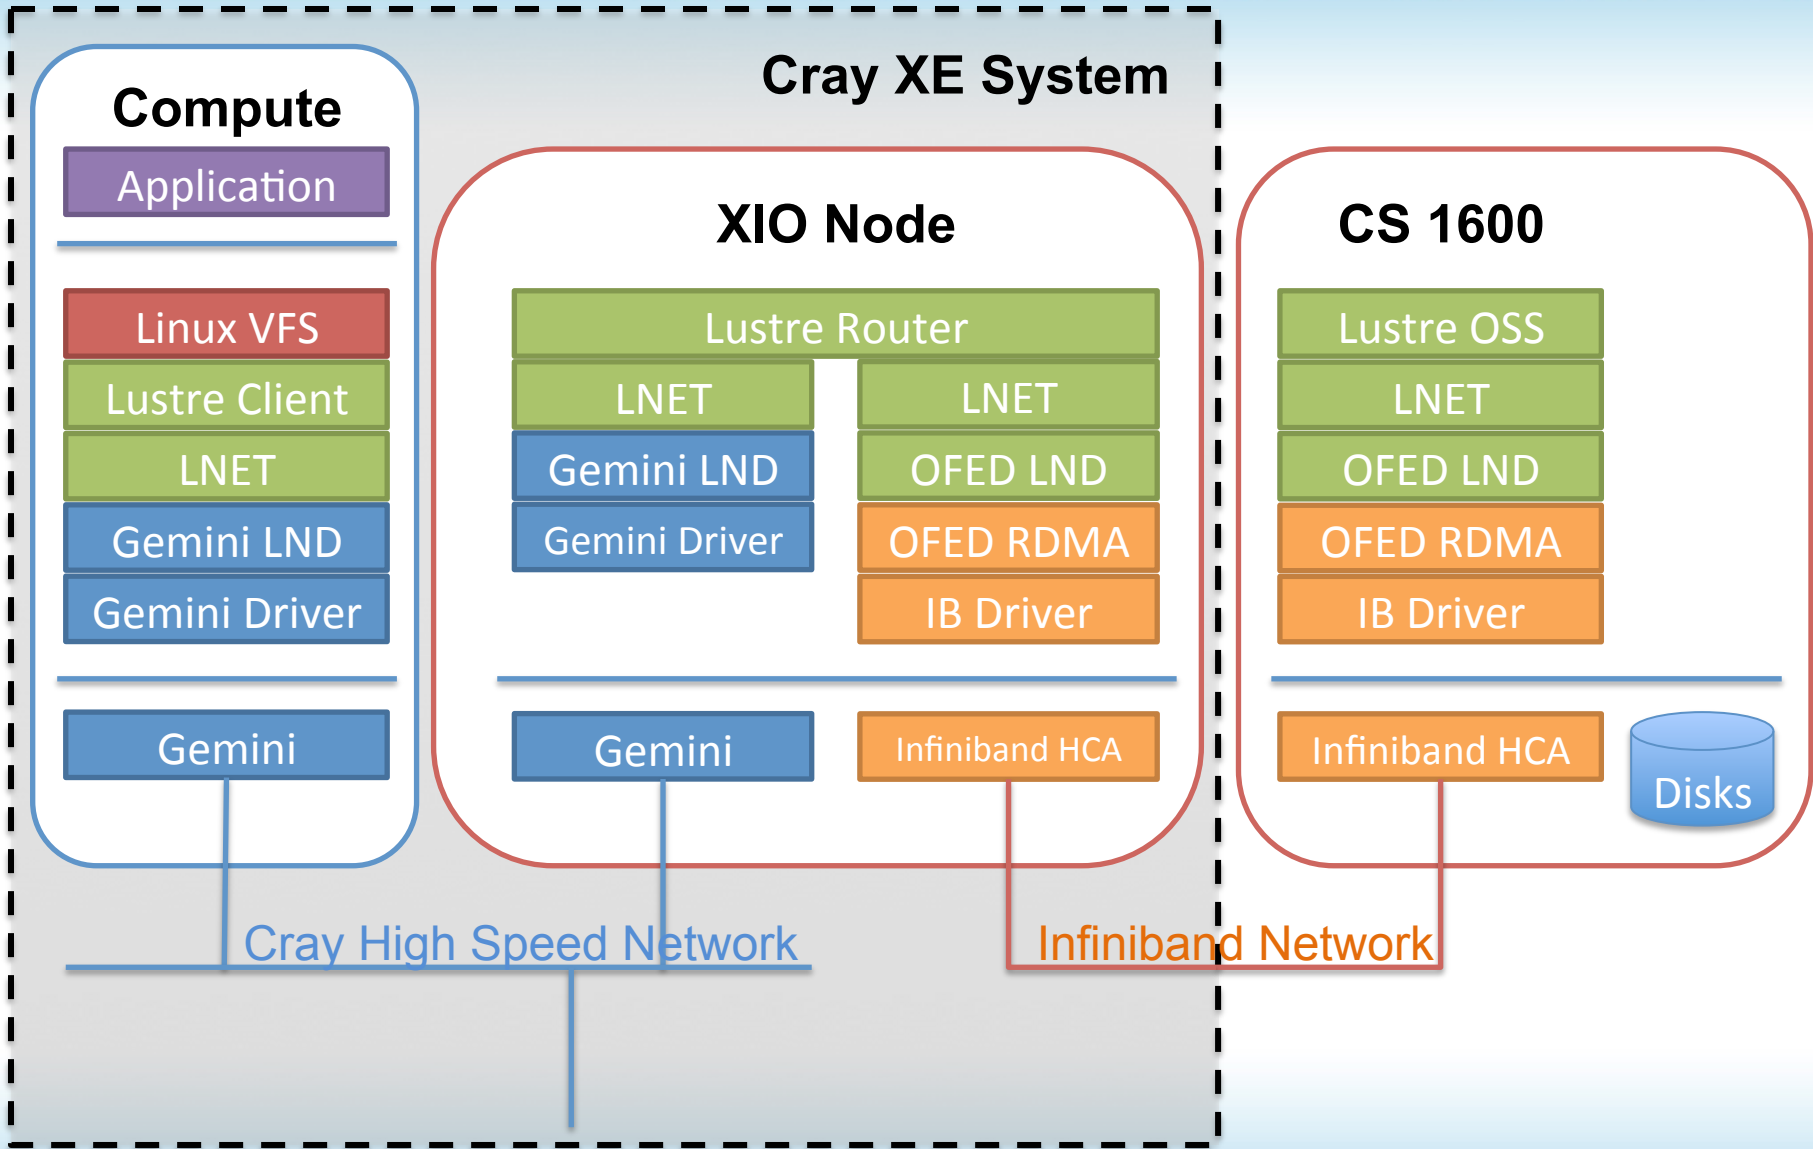 Cray XE System
Compute
Application
Linux VFS
Lustre Client
LNET
Gemini LND
Gemini Driver
Gemini
XIO Node
Lustre Router
LNET
Gemini LND
Gemini Driver
Gemini
LNET
OFED LND
OFED RDMA
IB Driver
Infiniband HCA
CS 1600
Lustre OSS
LNET
OFED LND
OFED RDMA
IB Driver
Infiniband HCA
Disks
Cray High Speed Network
Infiniband Network